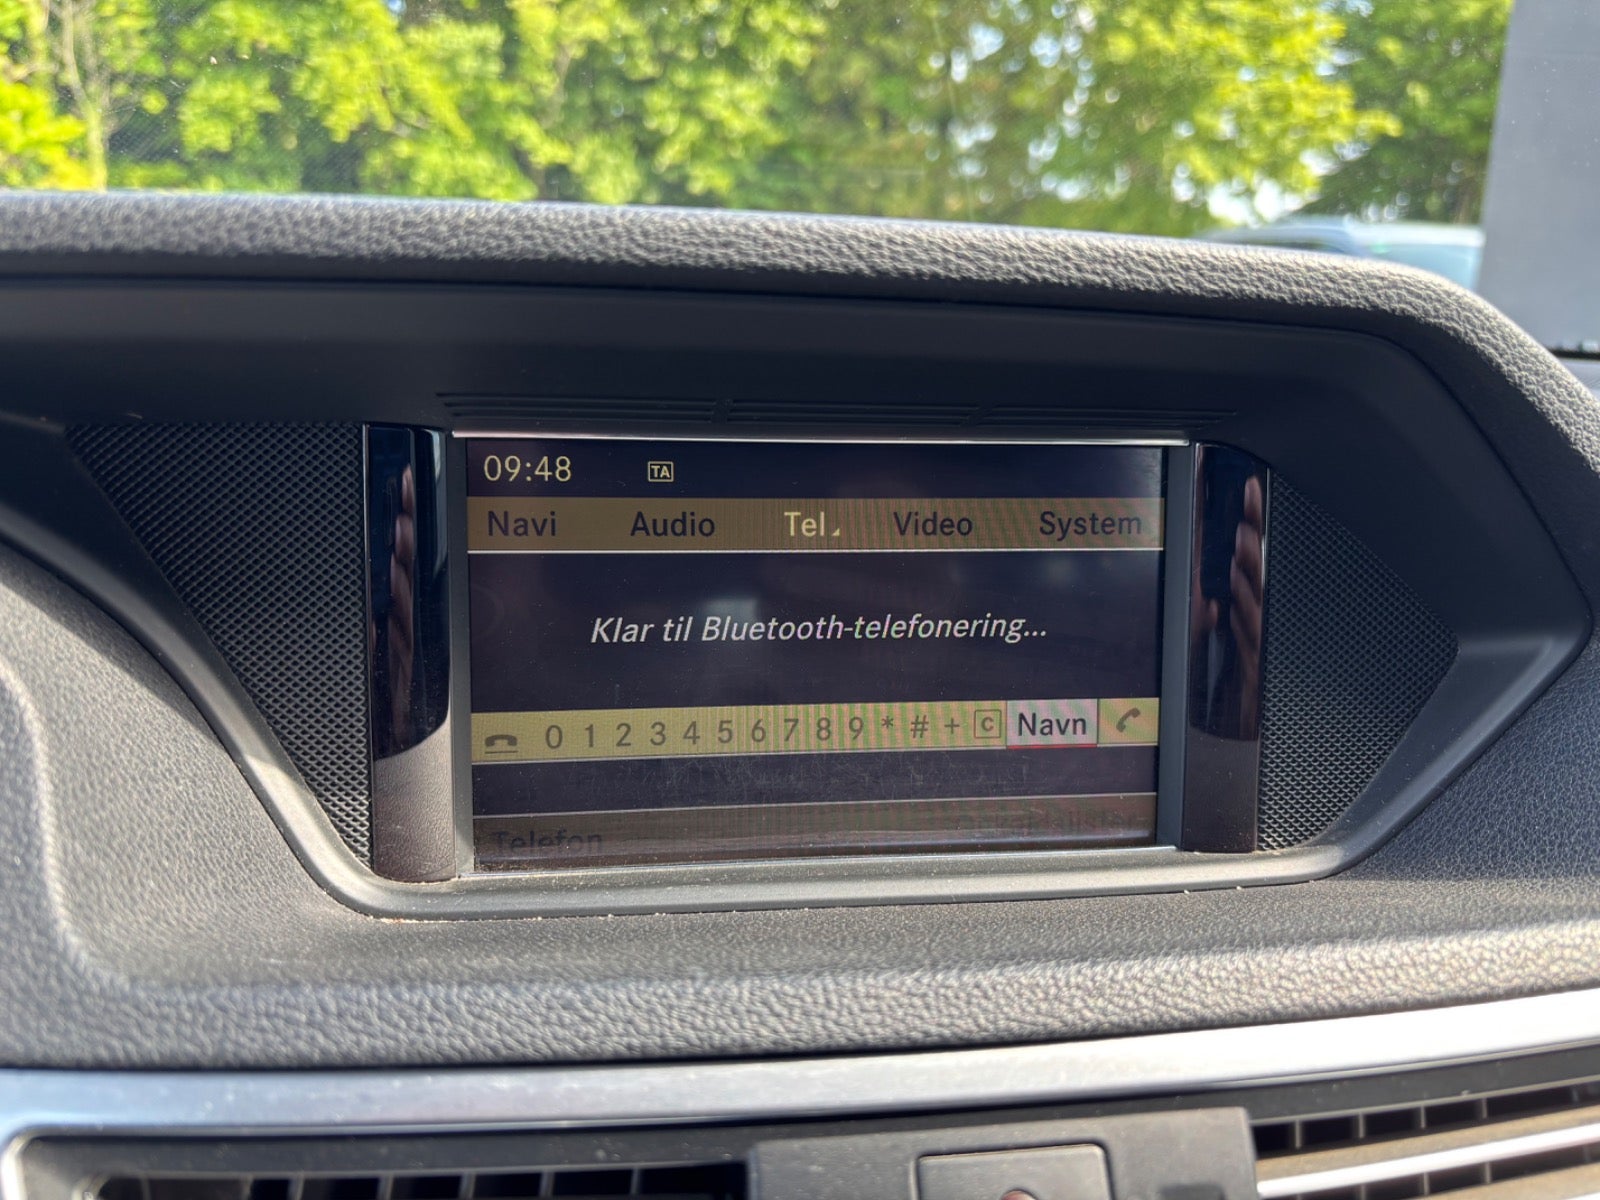 09:48 TA
Navi Audio Tel Video System
Klar til Bluetooth-telefonering...
0 1 2 3 4 5 6 7 8 9 * # + C Navn
Telefon